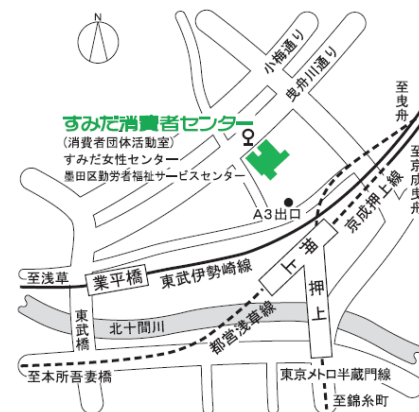 N
小梅通り
曳舟川通り
至曳舟
至京成曳舟
すみだ消費者センター
(消費者団体活動室)
すみだ女性センター
墨田区勤労者福祉サービスセンター
A3出口
京成押上線
押上
押上
至浅草
業平橋
東武伊勢崎線
東武橋
北十間川
都営浅草線
至本所吾妻橋
東京メトロ半蔵門線
至錦糸町